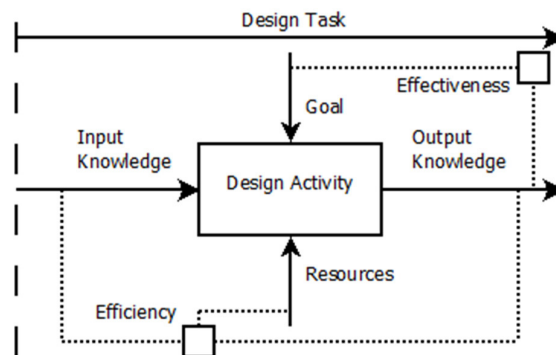 Design Task
Effectiveness
Goal
Input
Knowledge
Output
Knowledge
Design Activity
Resources
Efficiency